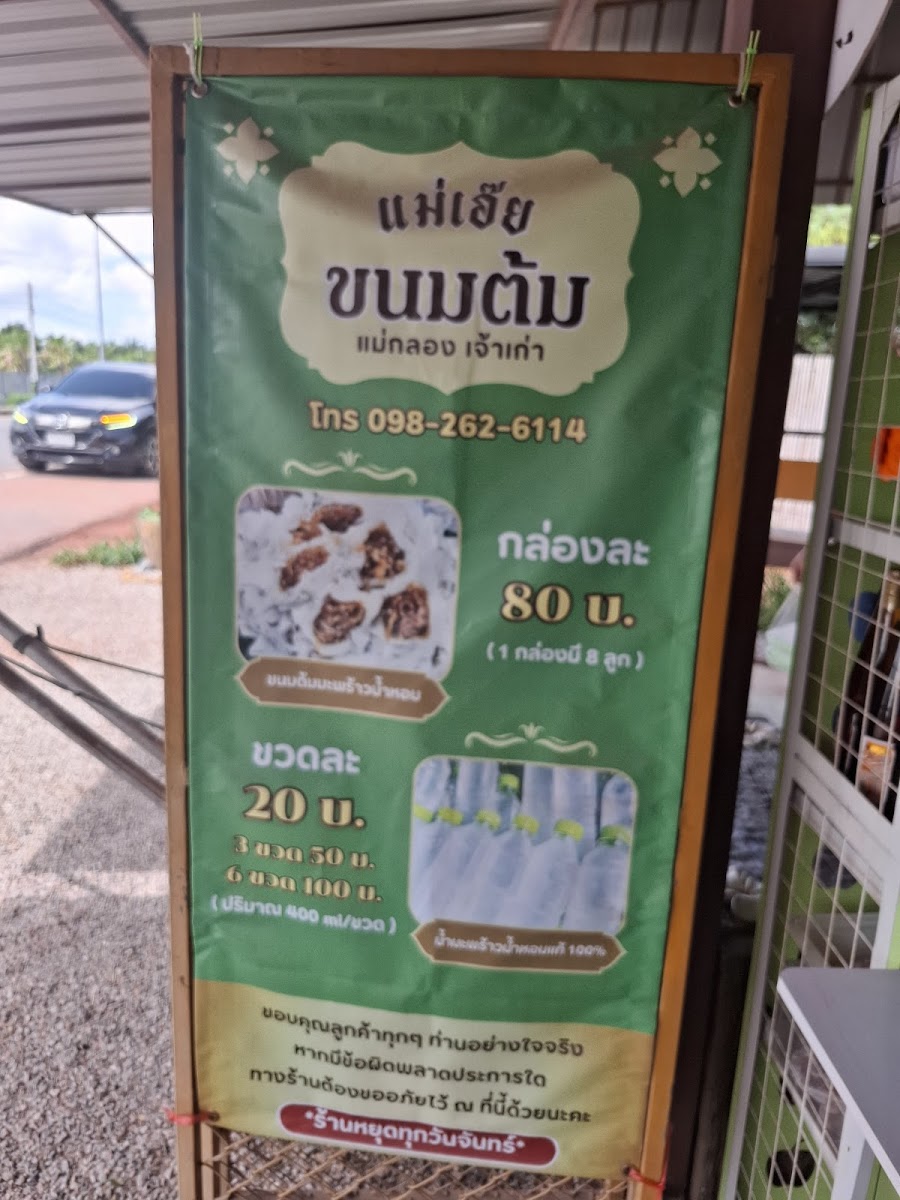 แม่เอ๊ย
ขนมต้ม
แม่กลอง เจ้าเก่า
โทร 098-262-6114
กล่องละ
80 บ.
( 1 กล่องมี 8 ลูก )
ขนมต้มมะพร้าวน้ำหอม
ขวดละ
20 บ.
3 ขวด 50 บ.
6 ขวด 100 บ.
( ปริมาณ 400 ml/ขวด )
น้ำมะพร้าวน้ำหอมแท้ 100%
ขอบคุณลูกค้าทุกๆ ท่านอย่างใจจริง
หากมีข้อผิดพลาดประการใด
ทางร้านต้องขออภัยไว้ ณ ที่นี้ด้วยนะคะ
*ร้านหยุดทุกวันจันทร์*